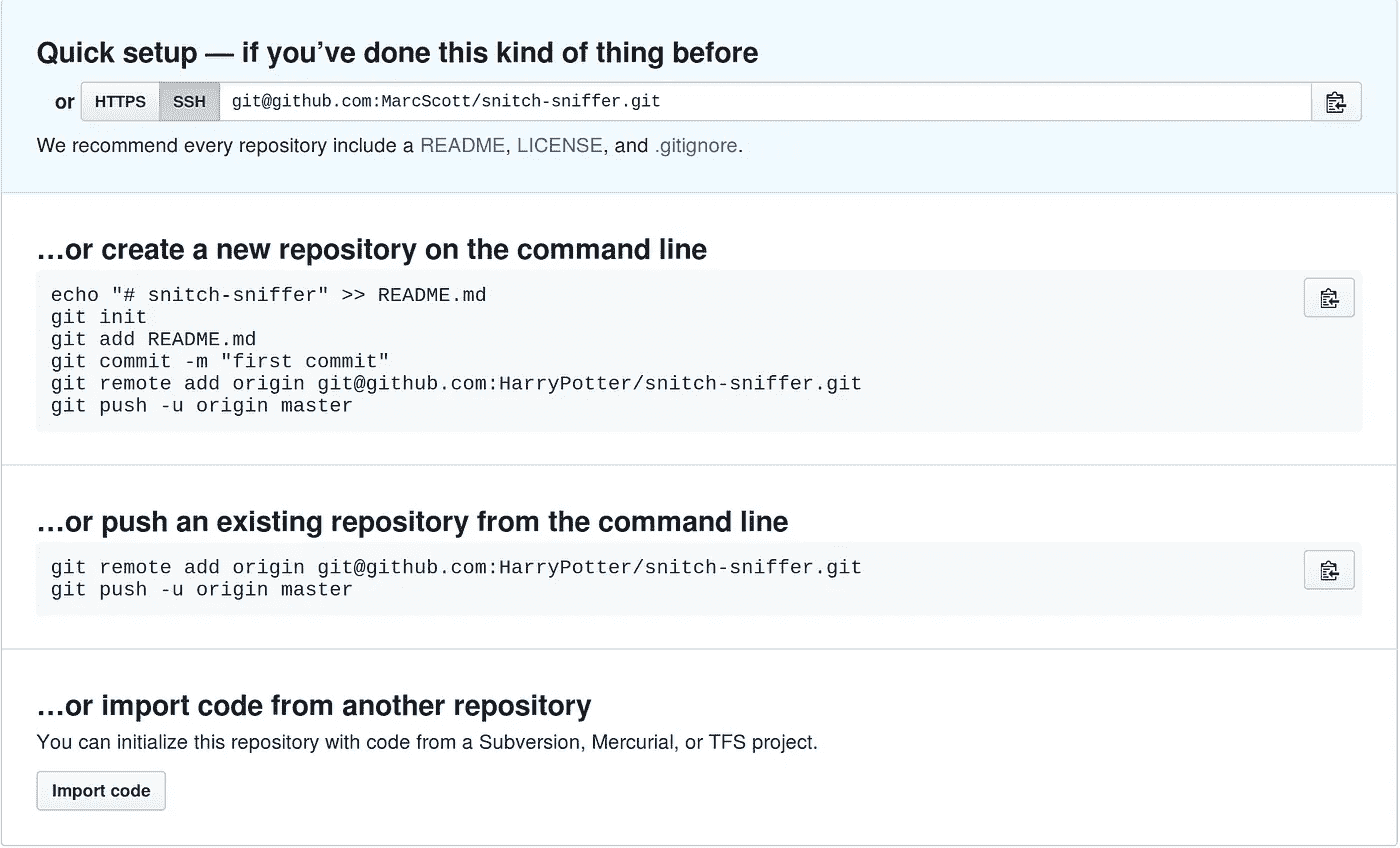 Quick setup — if you’ve done this kind of thing before
or HTTPS SSH git@github.com:MarcScott/snitch-sniffer.git
We recommend every repository include a README, LICENSE, and .gitignore.
…or create a new repository on the command line
echo "# snitch-sniffer" >> README.md
git init
git add README.md
git commit -m "first commit"
git remote add origin git@github.com:HarryPotter/snitch-sniffer.git
git push -u origin master
…or push an existing repository from the command line
git remote add origin git@github.com:HarryPotter/snitch-sniffer.git
git push -u origin master
…or import code from another repository
You can initialize this repository with code from a Subversion, Mercurial, or TFS project.
Import code